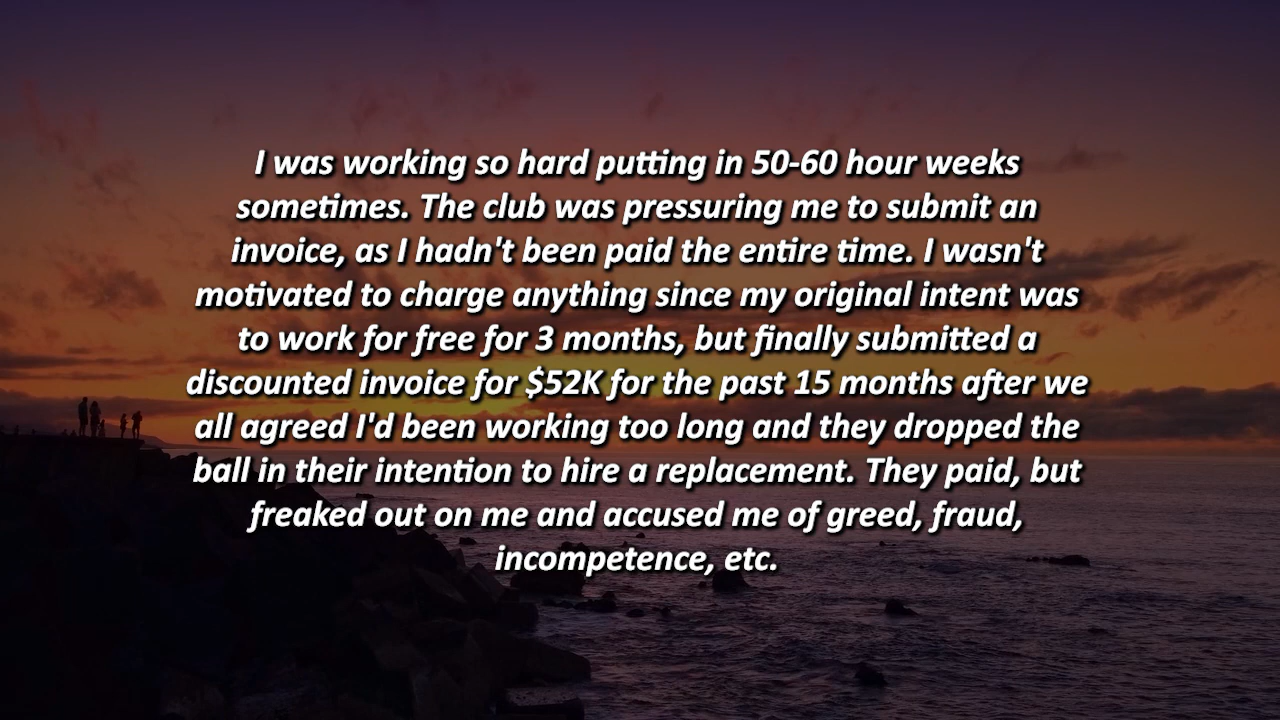 I was working so hard putting in 50-60 hour weeks
sometimes. The club was pressuring me to submit an
invoice, as I hadn't been paid the entire time. I wasn't
motivated to charge anything since my original intent was
to work for free for 3 months, but finally submitted a
discounted invoice for $52K for the past 15 months after we
all agreed I'd been working too long and they dropped the
ball in their intention to hire a replacement. They paid, but
freaked out on me and accused me of greed, fraud,
incompetence, etc.